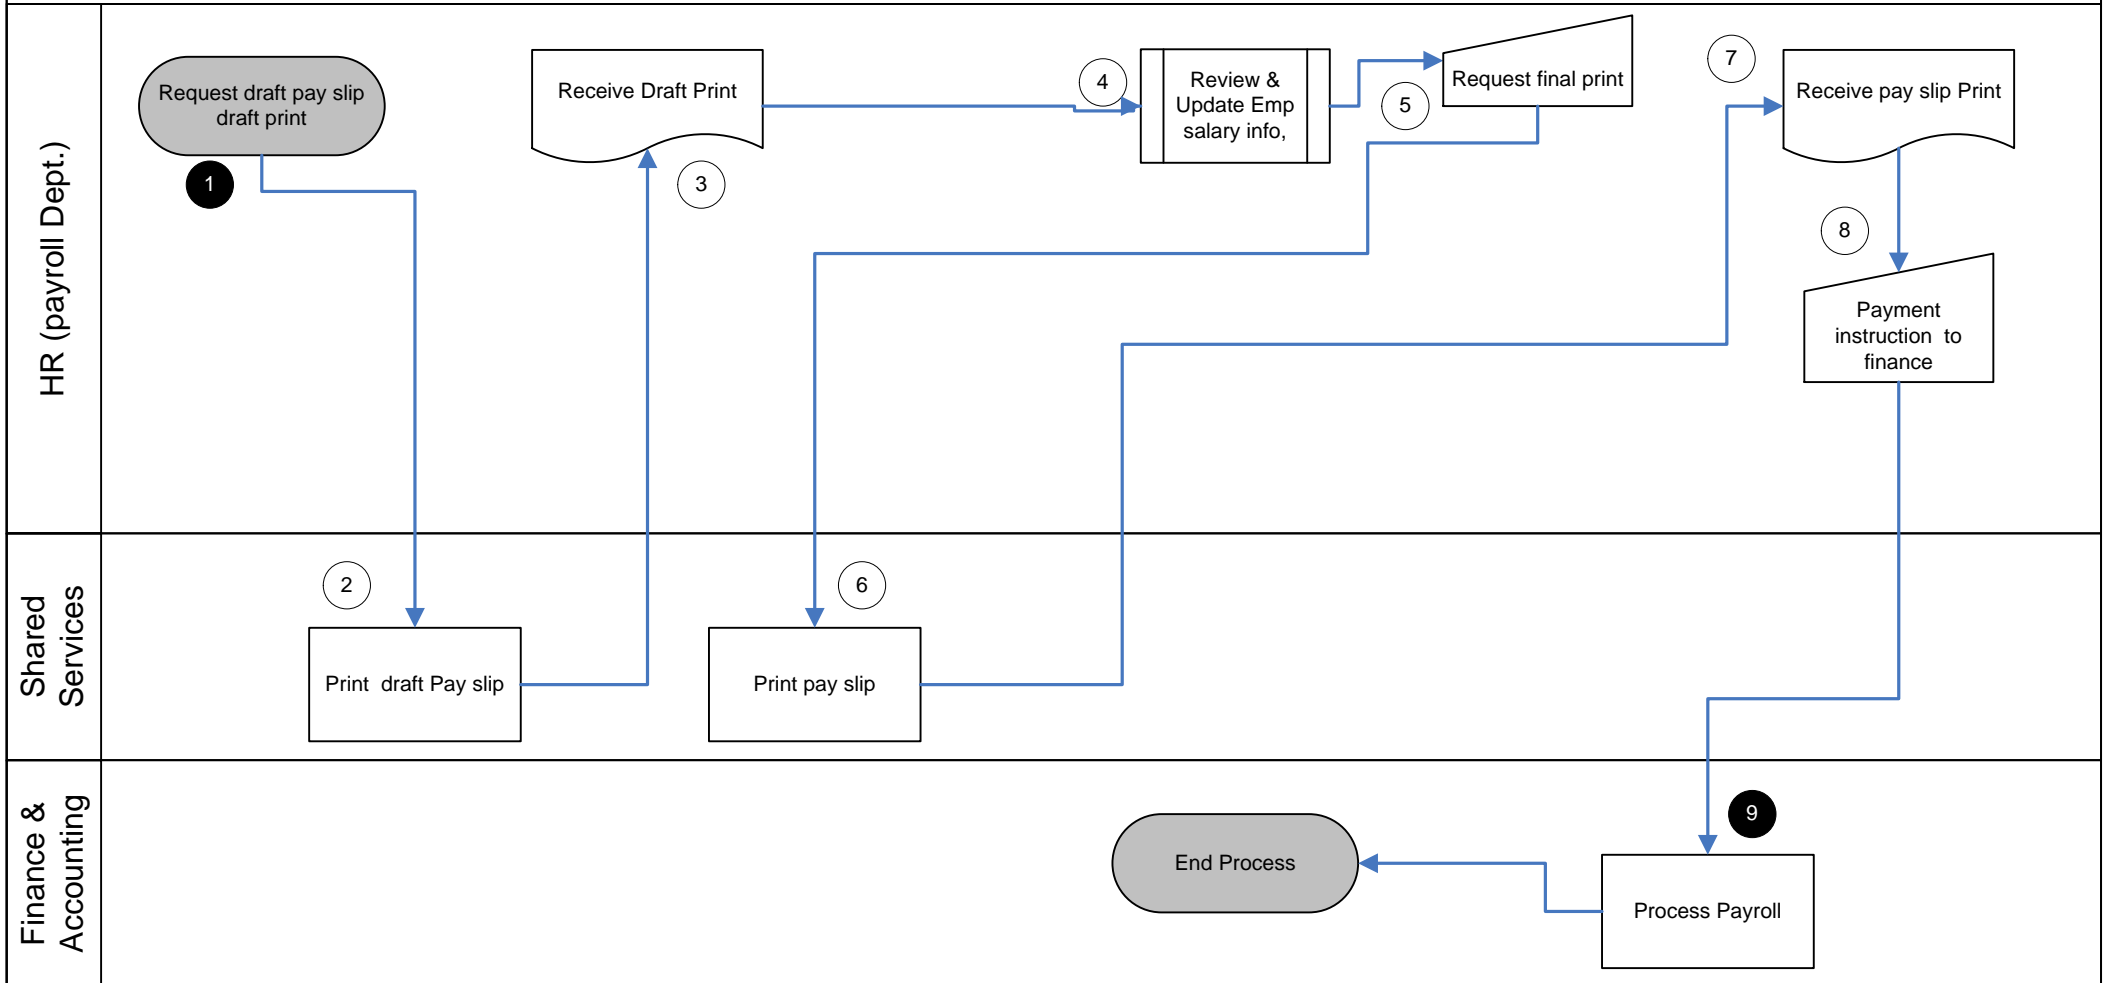 HR (payroll Dept.)
Request draft pay slip
draft print
1
Receive Draft Print
3
4
Review &
Update Emp
salary info,
5
Request final print
7
Receive pay slip Print
8
Payment
instruction  to
finance
Shared
Services
2
Print  draft Pay slip
6
Print pay slip
Finance &
Accounting
End Process
9
Process Payroll